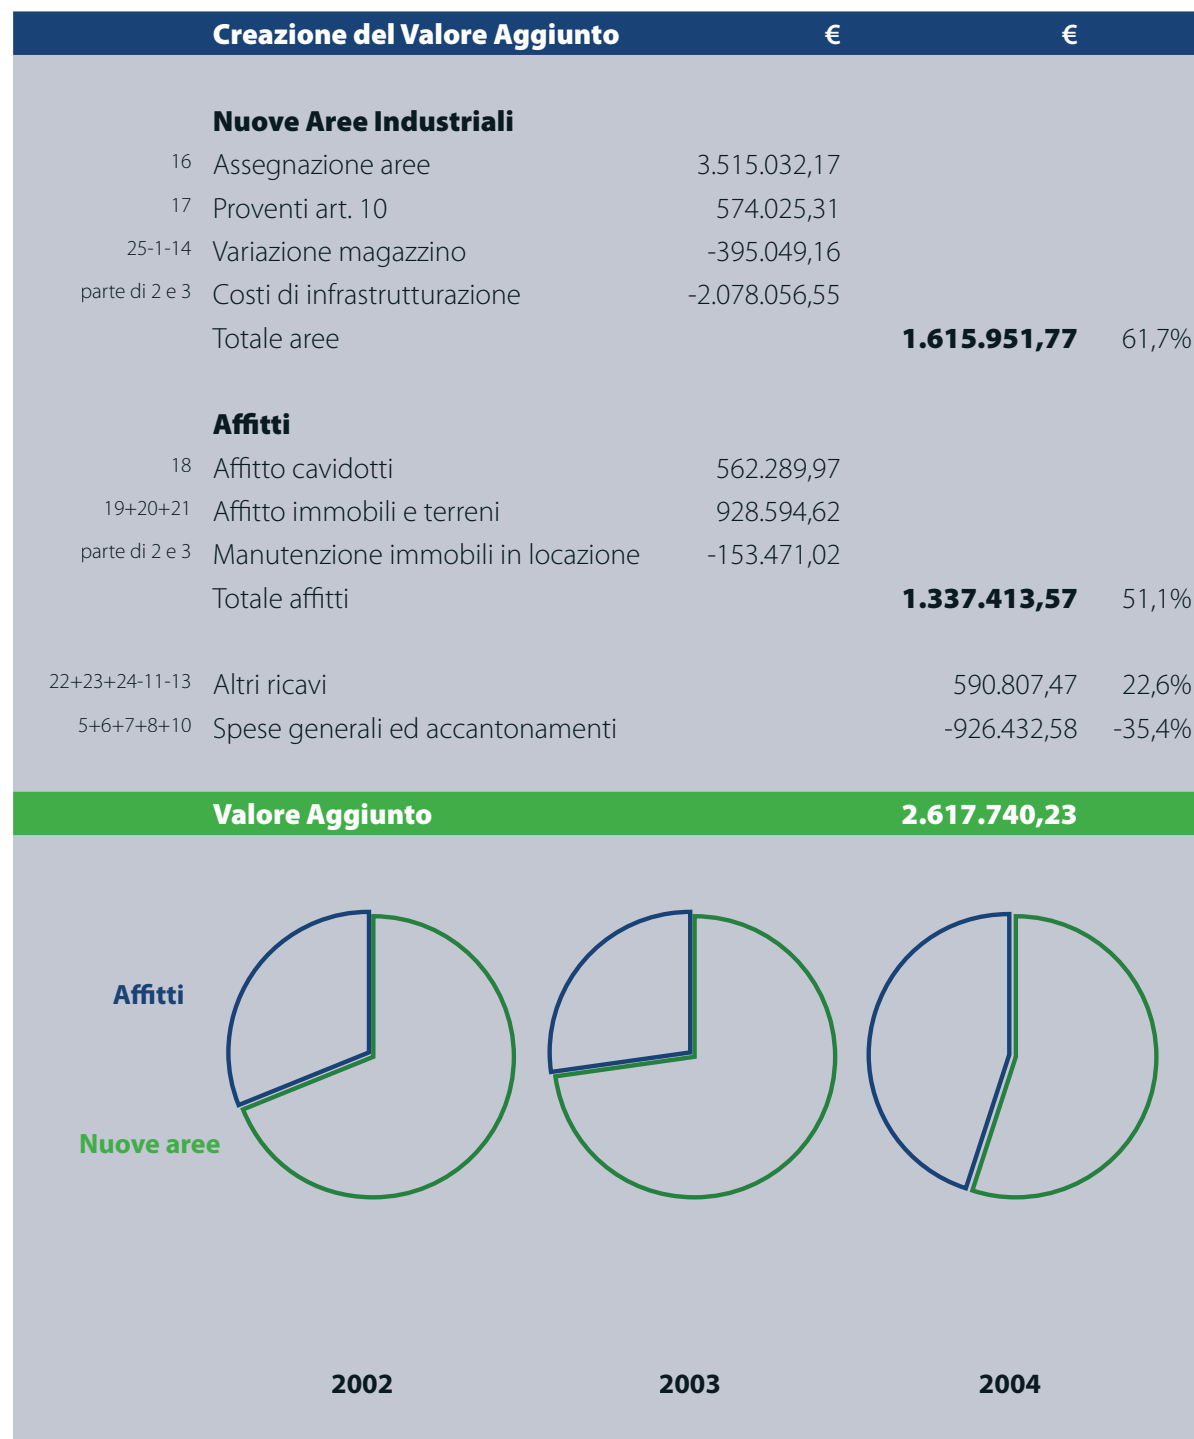 Creazione del Valore Aggiunto € €
Nuove Aree Industriali
16 Assegnazione aree 3.515.032,17
17 Proventi art. 10 574.025,31
25-1-14 Variazione magazzino -395.049,16
parte di 2 e 3 Costi di infrastrutturazione -2.078.056,55
Totale aree 1.615.951,77 61,7%
Affitti
18 Affitto cavidotti 562.289,97
19+20+21 Affitto immobili e terreni 928.594,62
parte di 2 e 3 Manutenzione immobili in locazione -153.471,02
Totale affitti 1.337.413,57 51,1%
22+23+24-11-13 Altri ricavi 590.807,47 22,6%
5+6+7+8+10 Spese generali ed accantonamenti -926.432,58 -35,4%
Valore Aggiunto 2.617.740,23
Affitti
Nuove aree
2002 2003 2004